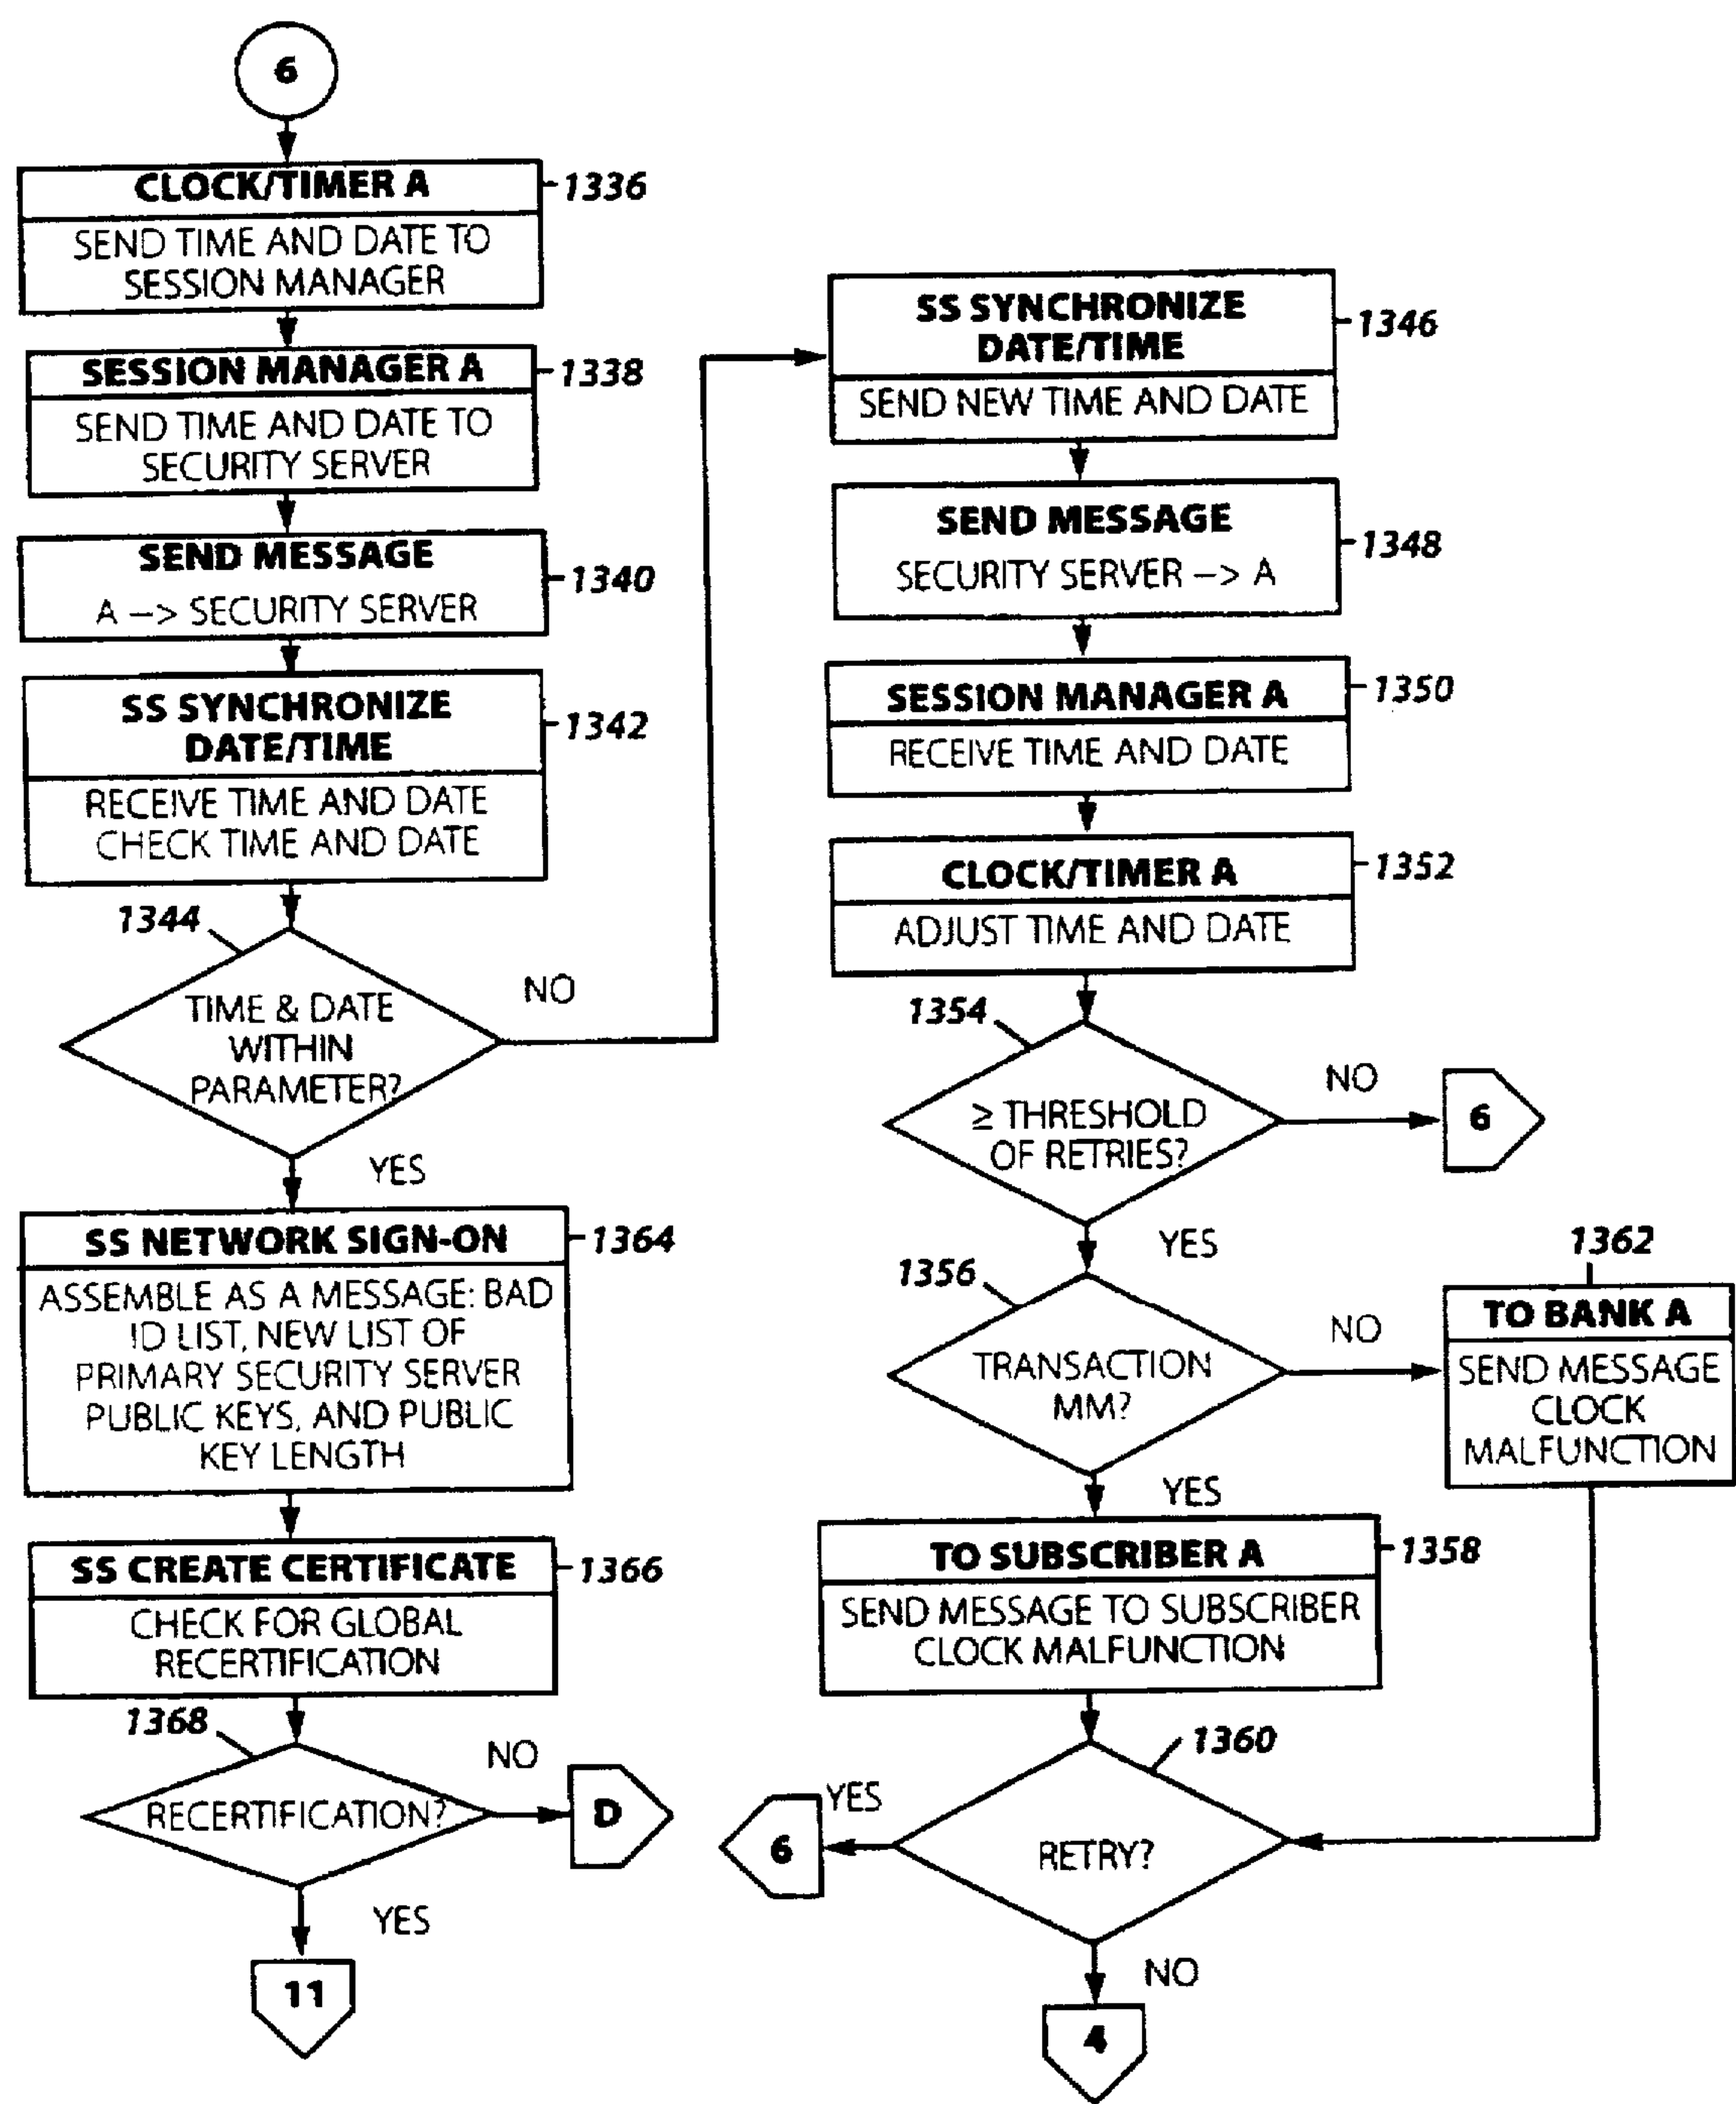 6
CLOCK/TIMER A
1336
SEND TIME AND DATE TO
SESSION MANAGER
SESSION MANAGER A
1338
SEND TIME AND DATE TO
SECURITY SERVER
SEND MESSAGE
1340
A –> SECURITY SERVER
SS SYNCHRONIZE
DATE/TIME
1342
RECEIVE TIME AND DATE
CHECK TIME AND DATE
1344
TIME & DATE
WITHIN
PARAMETER?
NO
YES
SS NETWORK SIGN-ON
1364
ASSEMBLE AS A MESSAGE: BAD
ID LIST, NEW LIST OF
PRIMARY SECURITY SERVER
PUBLIC KEYS, AND PUBLIC
KEY LENGTH
SS CREATE CERTIFICATE
1366
CHECK FOR GLOBAL
RECERTIFICATION
1368
RECERTIFICATION?
NO
D
YES
11
SS SYNCHRONIZE
DATE/TIME
1346
SEND NEW TIME AND DATE
SEND MESSAGE
1348
SECURITY SERVER –> A
SESSION MANAGER A
1350
RECEIVE TIME AND DATE
CLOCK/TIMER A
1352
ADJUST TIME AND DATE
1354
≥ THRESHOLD
OF RETRIES?
NO
6
YES
1356
TRANSACTION
MM?
NO
1362
TO BANK A
SEND MESSAGE
CLOCK
MALFUNCTION
YES
TO SUBSCRIBER A
1358
SEND MESSAGE TO SUBSCRIBER
CLOCK MALFUNCTION
1360
RETRY?
YES
6
NO
4